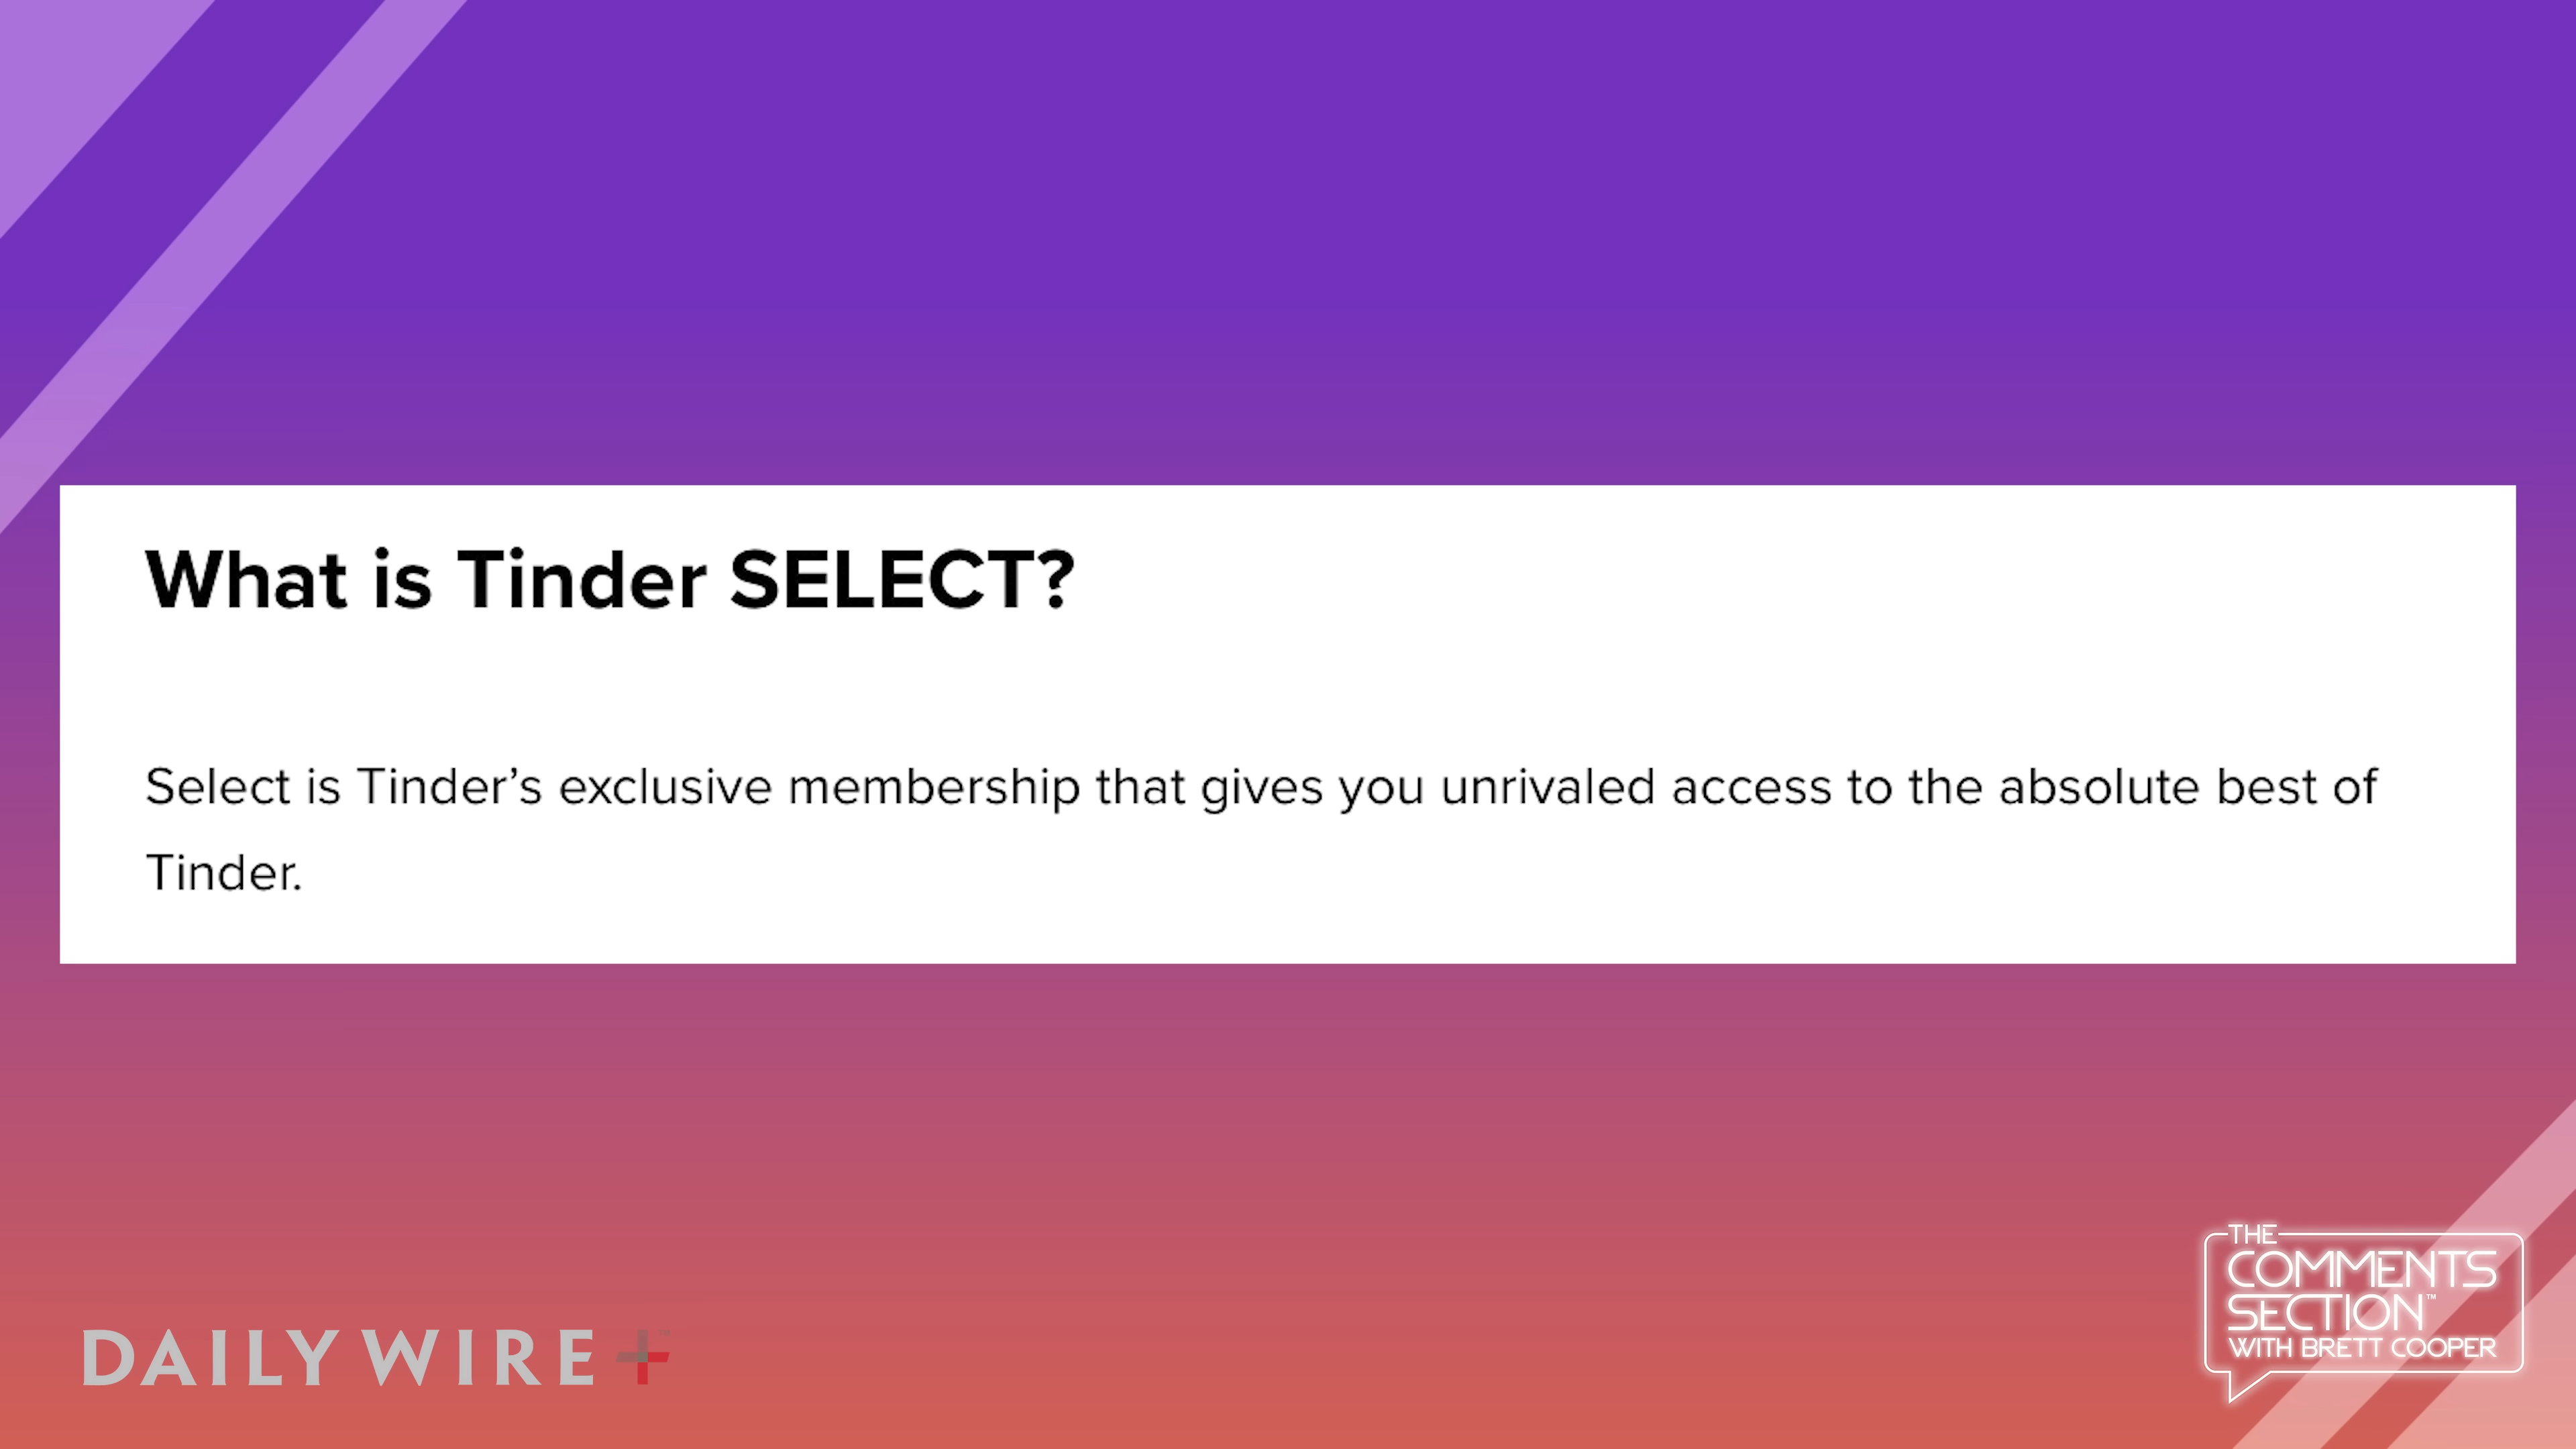 What is Tinder SELECT?
Select is Tinder’s exclusive membership that gives you unrivaled access to the absolute best of
Tinder.
DAILY WIRE +
THE
COMMENTS
SECTION™
WITH BRETT COOPER